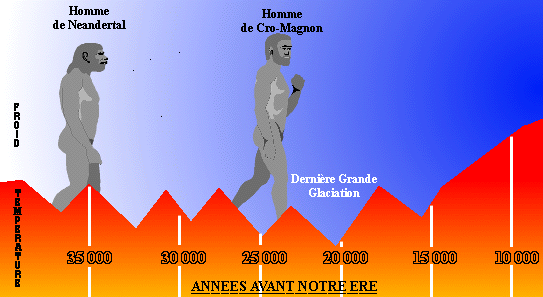 Homme
de Neandertal
Homme
de Cro-Magnon
FROID
Dernière Grande
Glaciation
TEMPERATURE
35 000
30 000
25 000
20 000
15 000
10 000
ANNEES AVANT NOTRE ERE